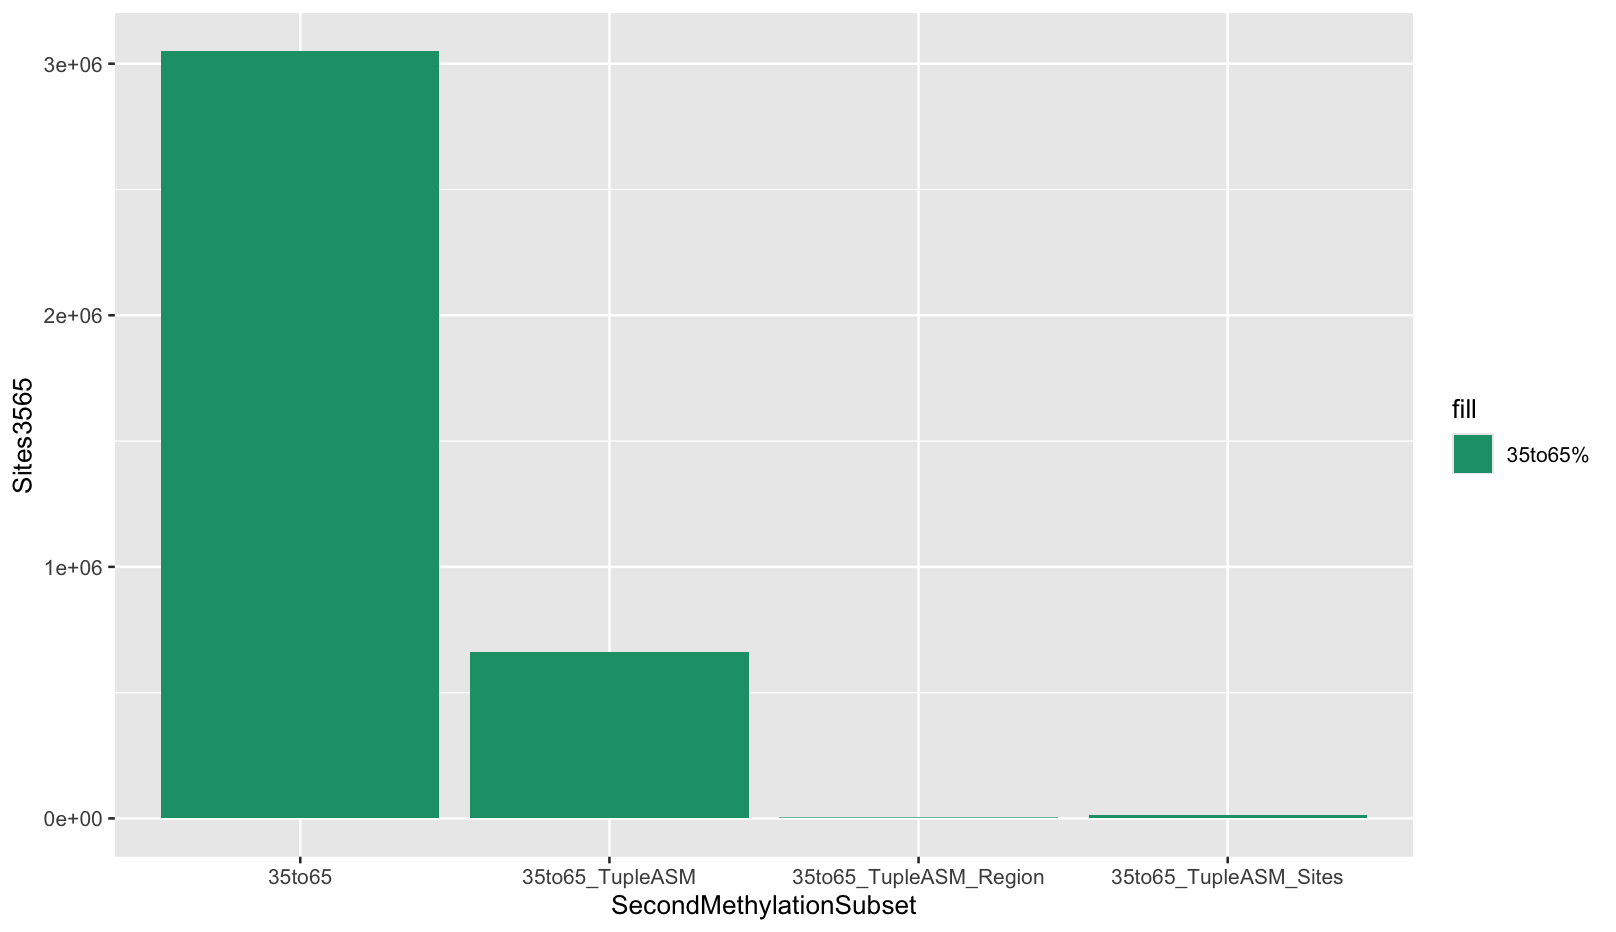 3e+06
2e+06
1e+06
0e+00
Sites3565
35to65
35to65_TupleASM
35to65_TupleASM_Region
35to65_TupleASM_Sites
SecondMethylationSubset
fill
35to65%